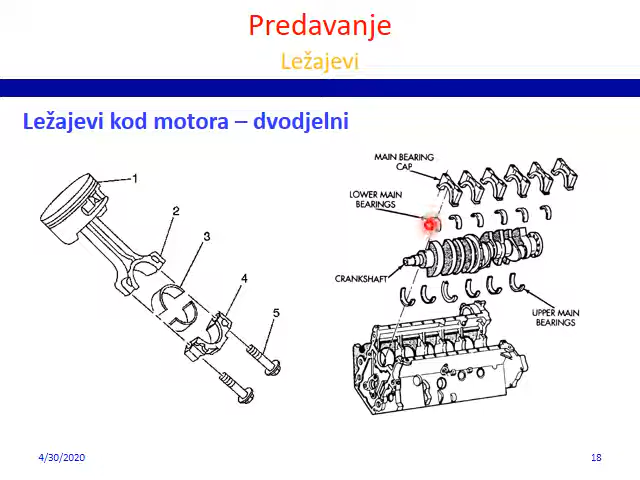 Predavanje
Ležajevi
Ležajevi kod motora – dvodjelni
1
2
3
4
5
MAIN BEARING
CAP
LOWER MAIN
BEARINGS
CRANKSHAFT
UPPER MAIN
BEARINGS
4/30/2020
18